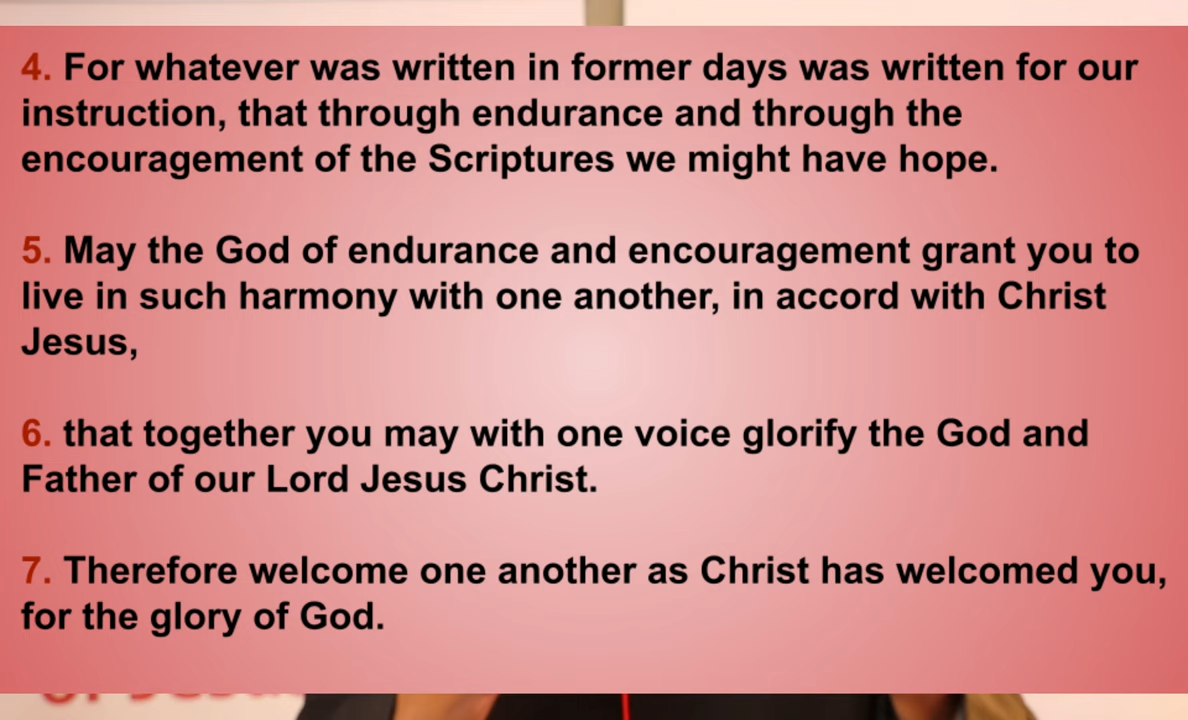 4. For whatever was written in former days was written for our
instruction, that through endurance and through the
encouragement of the Scriptures we might have hope.
5. May the God of endurance and encouragement grant you to
live in such harmony with one another, in accord with Christ
Jesus,
6. that together you may with one voice glorify the God and
Father of our Lord Jesus Christ.
7. Therefore welcome one another as Christ has welcomed you,
for the glory of God.